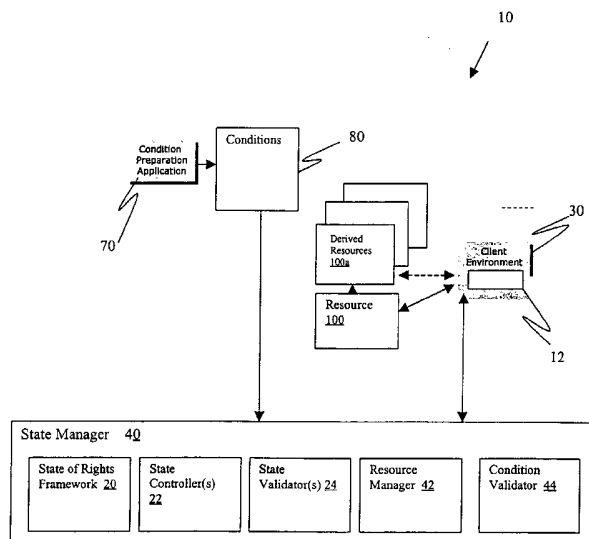 10
Conditions
80
Condition
Preparation
Application
70
Derived
Resources
100a
30
Client
Environment
Resource
100
12
State Manager 40
State of Rights
Framework 20
State
Controller(s)
22
State
Validator(s) 24
Resource
Manager 42
Condition
Validator 44